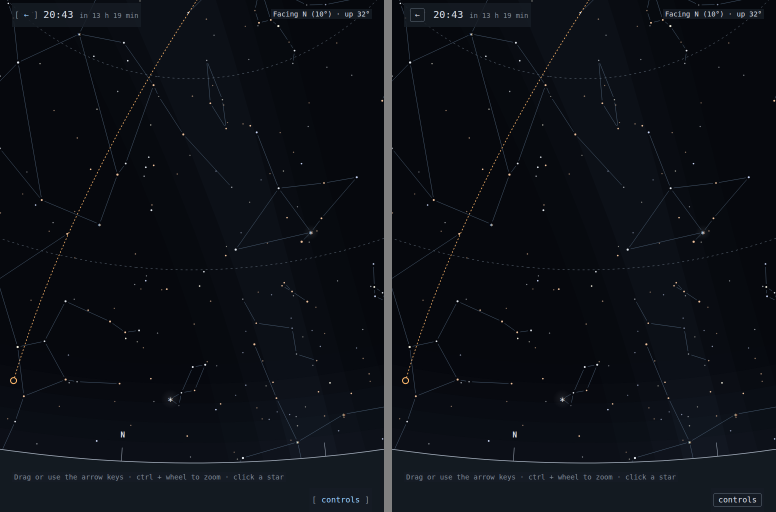 [ ← ] 20:43 in 13 h 19 min
Facing N (10°) · up 32°
N
Drag or use the arrow keys · ctrl + wheel to zoom · click a star
[ controls ]
← 20:43 in 13 h 19 min
Facing N (10°) · up 32°
N
Drag or use the arrow keys · ctrl + wheel to zoom · click a star
controls